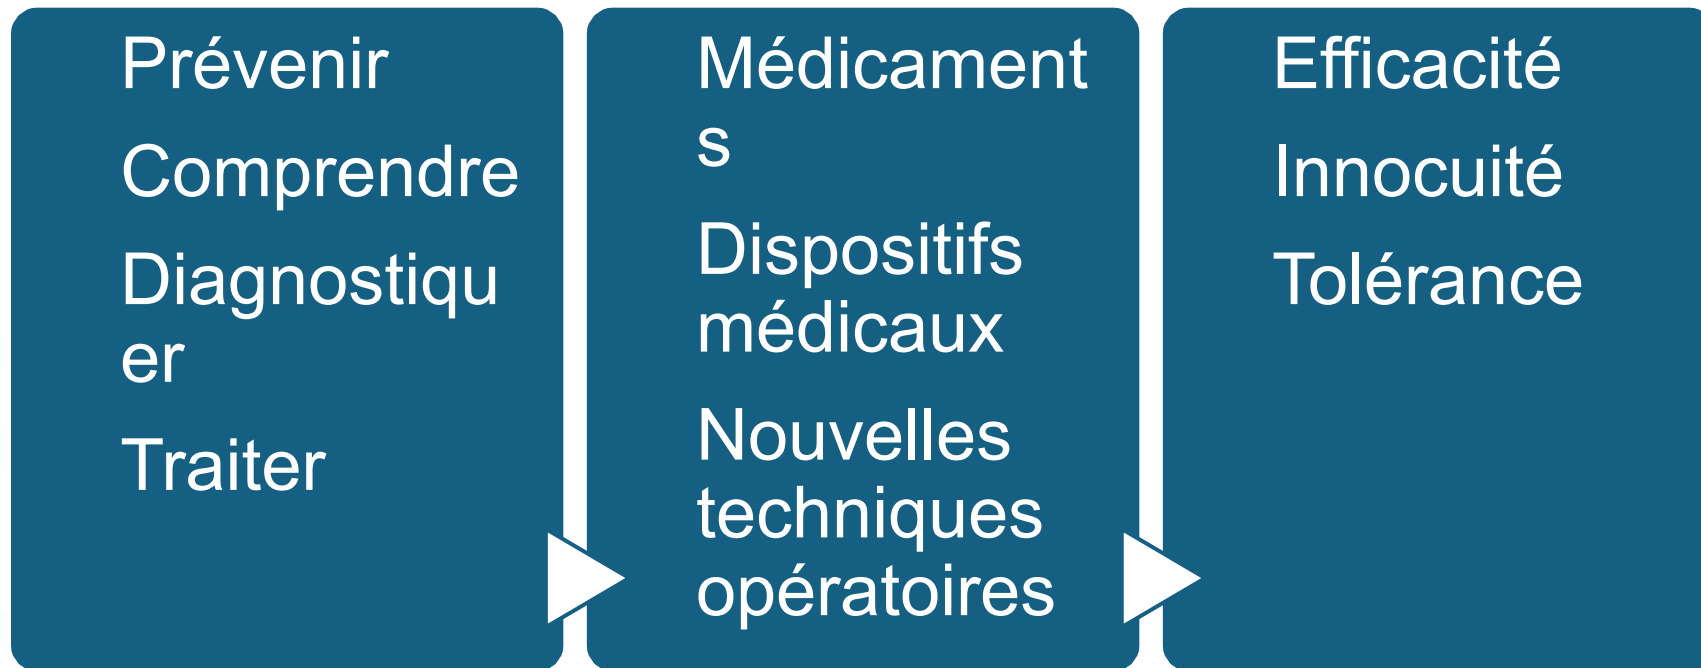 Prévenir
Comprendre
Diagnostiqu
er
Traiter
Médicament
s
Dispositifs
médicaux
Nouvelles
techniques
opératoires
Efficacité
Innocuité
Tolérance